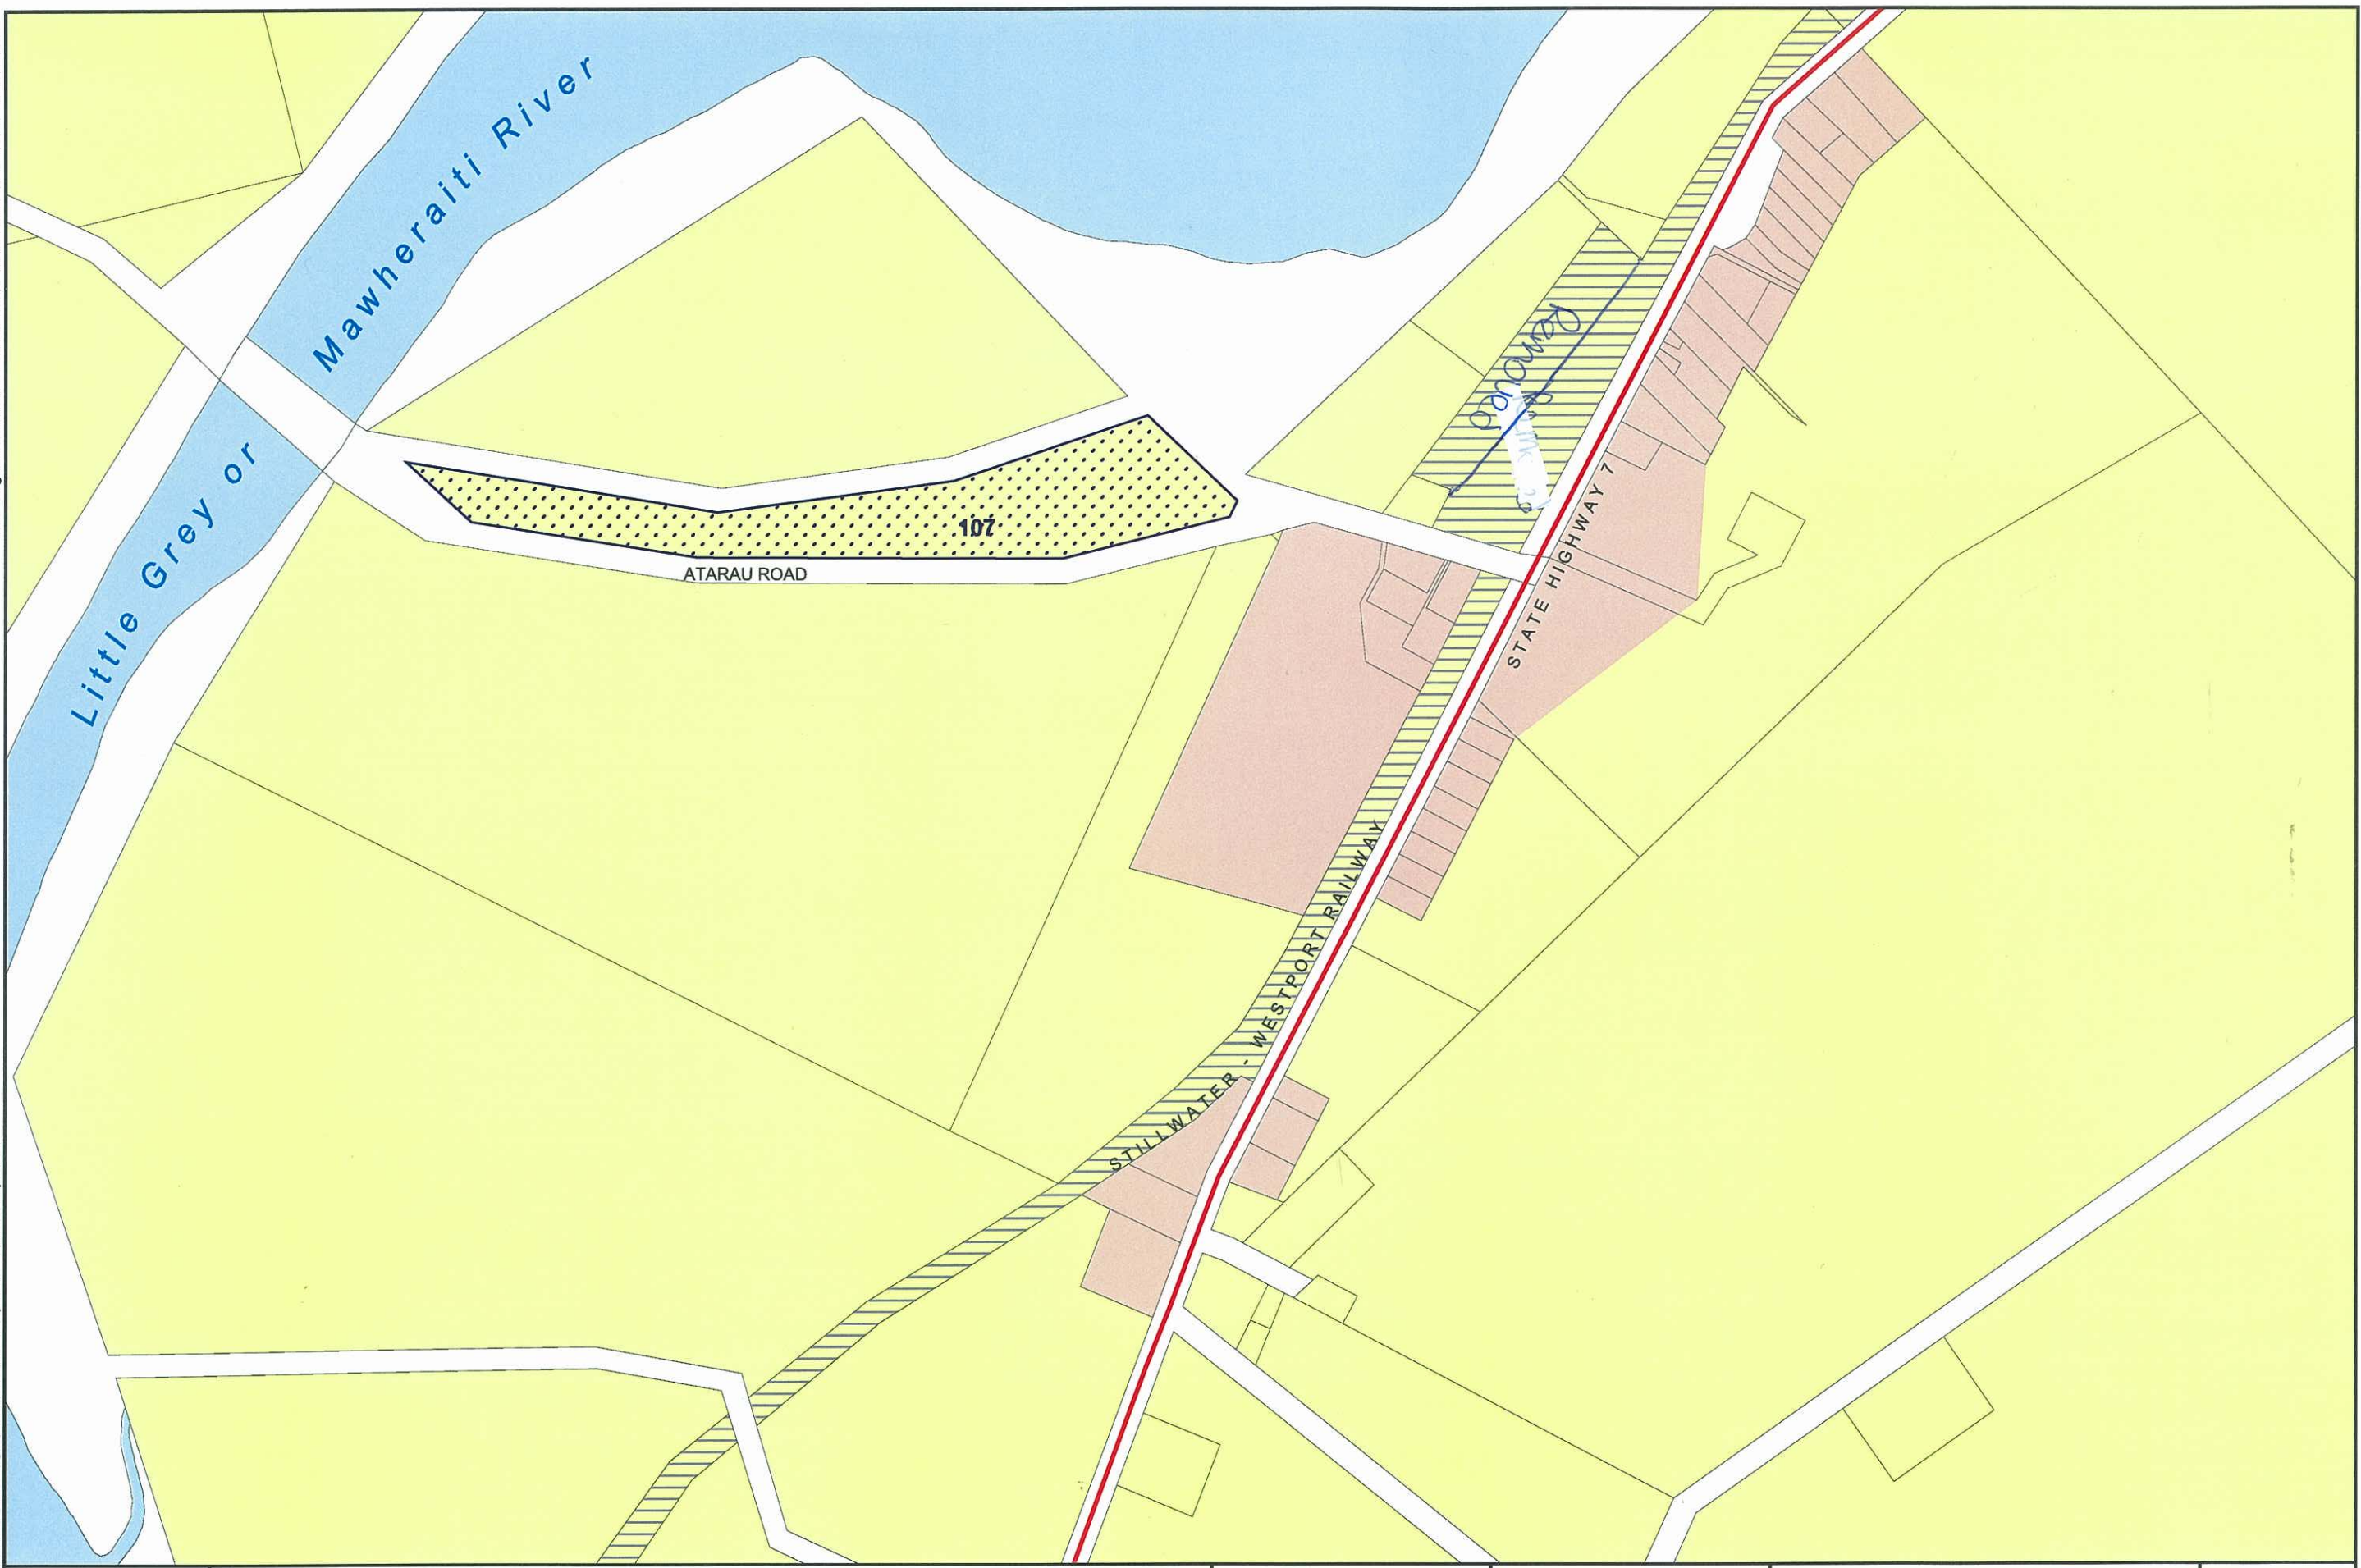 Little Grey or
Mawheraiti River
107
ATARAU ROAD
Removed
STATE HIGHWAY 7
STILLWATER - WESTPORT RAILWAY